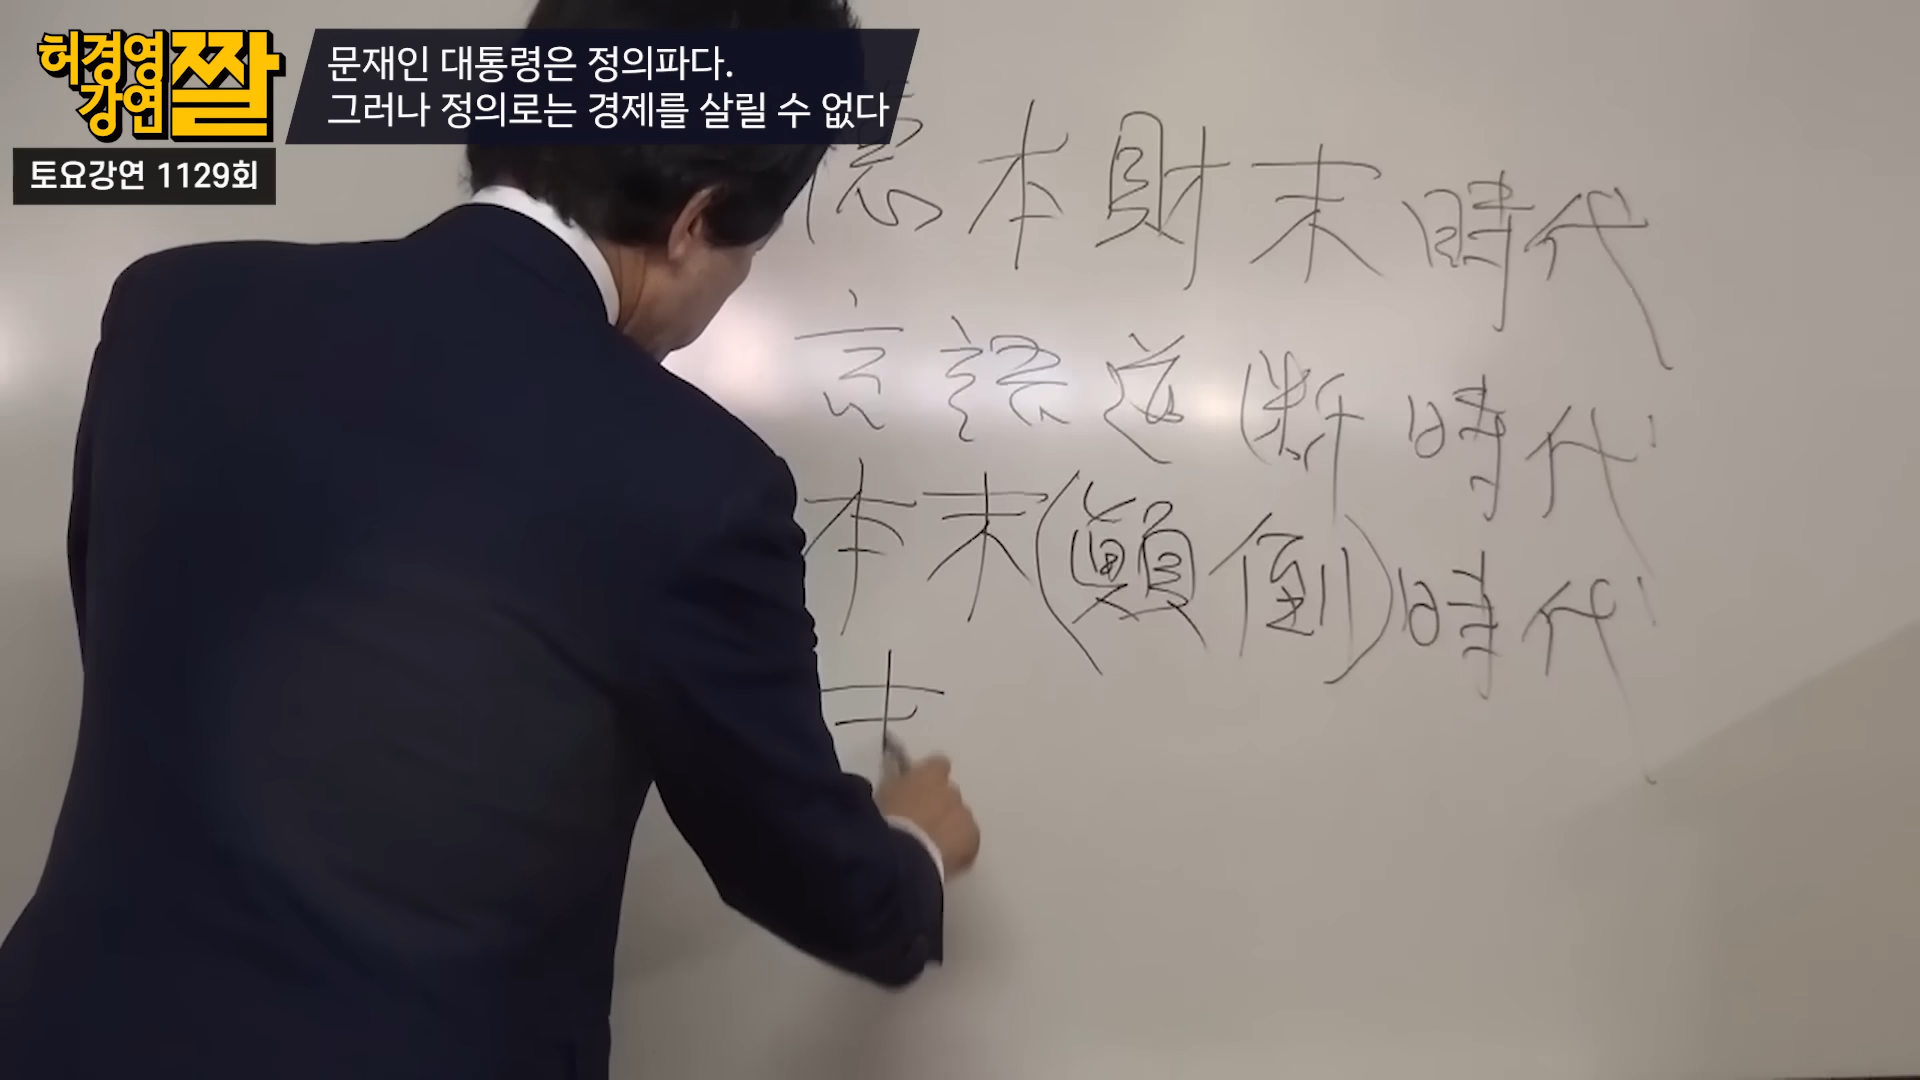 허경영
강연
짤
문재인 대통령은 정의파다.
그러나 정의로는 경제를 살릴 수 없다
토요강연 1129회
本財末時代
言語道斷時代
本末(顚倒)時代